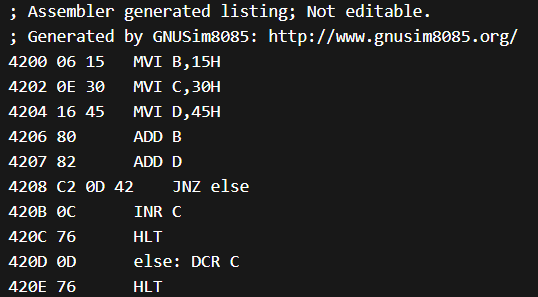 ; Assembler generated listing; Not editable.
; Generated by GNUSim8085: http://www.gnusim8085.org/
4200 06 15   MVI B,15H
4202 0E 30   MVI C,30H
4204 16 45   MVI D,45H
4206 80      ADD B
4207 82      ADD D
4208 C2 0D 42    JNZ else
420B 0C      INR C
420C 76      HLT
420D 0D      else: DCR C
420E 76      HLT